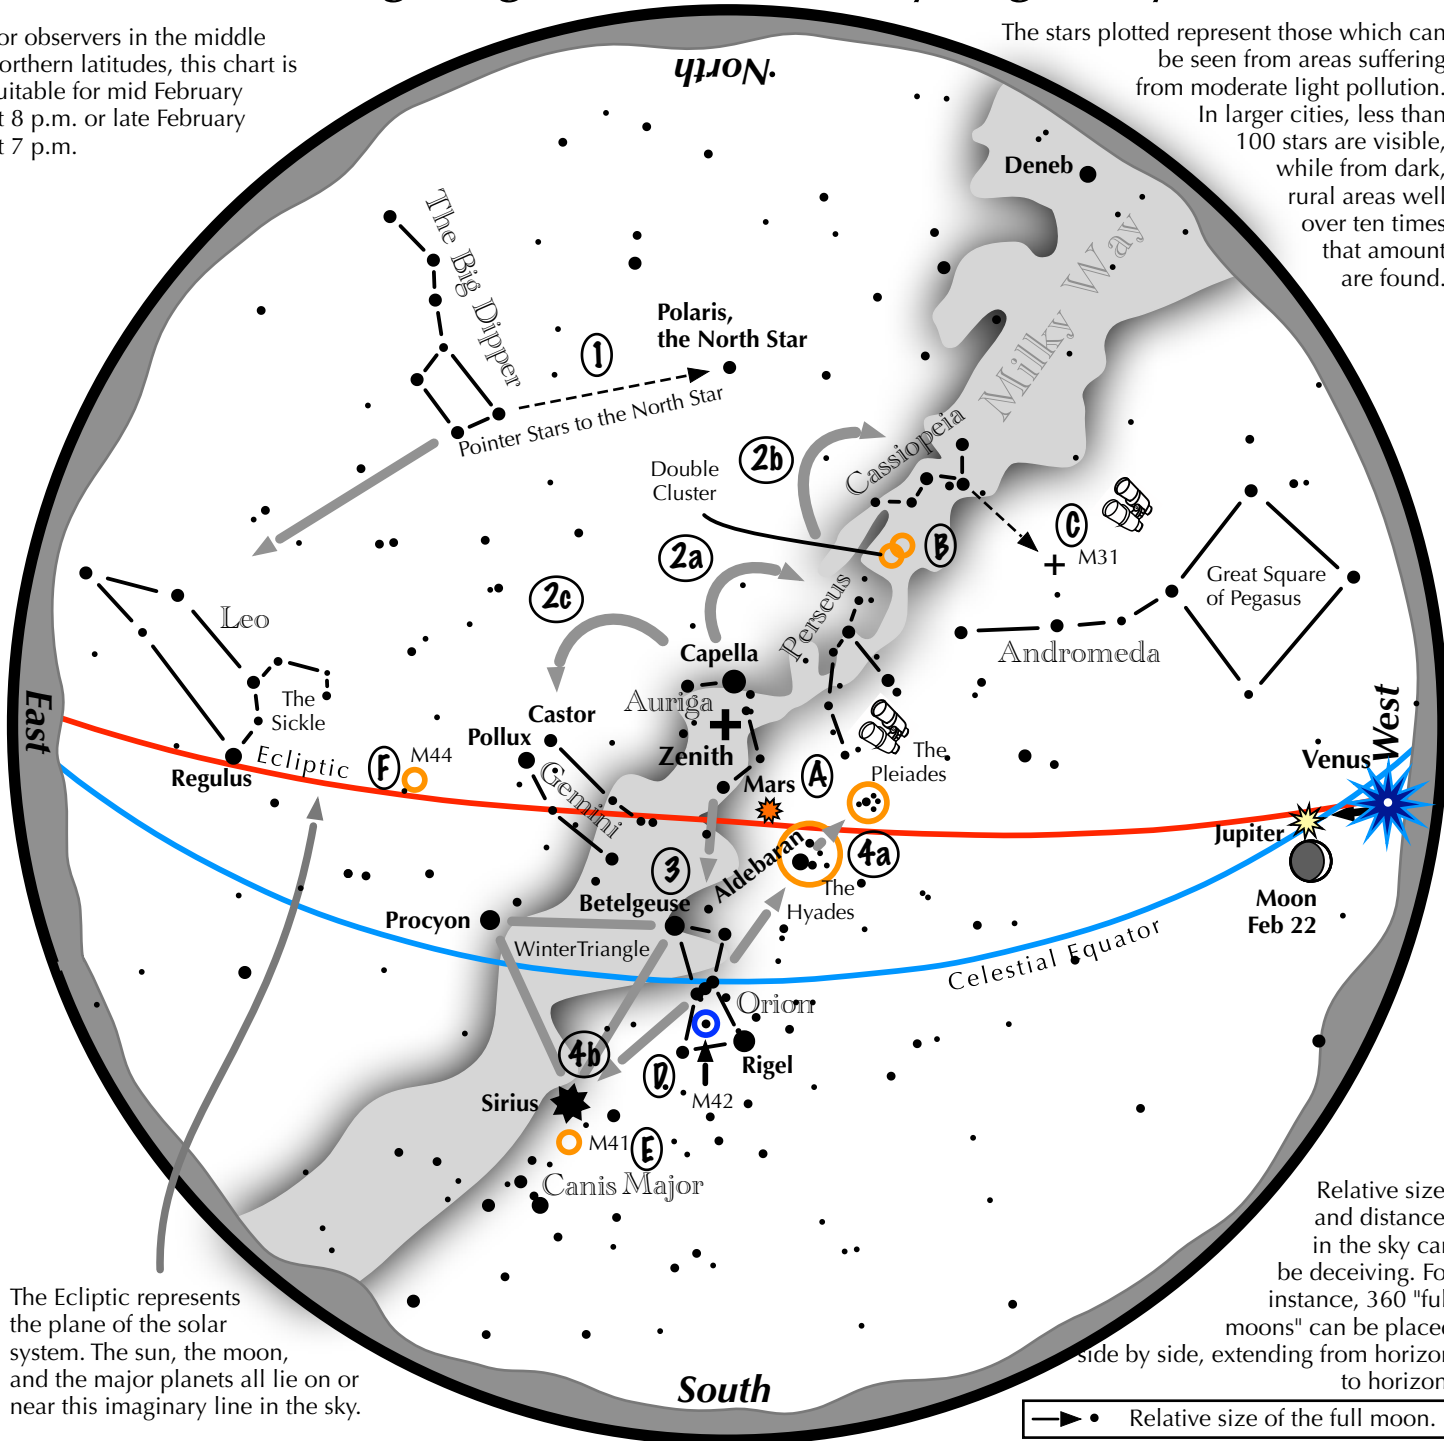 or observers in the middle
orthern latitudes, this chart is
uitable for mid February
t 8 p.m. or late February
t 7 p.m.
The stars plotted represent those which can
be seen from areas suffering
from moderate light pollution.
In larger cities, less than
100 stars are visible,
while from dark,
rural areas well
over ten times
that amount
are found.
North
Deneb
The Big Dipper
Milky Way
Polaris,
the North Star
1
Pointer Stars to the North Star
Cassiopeia
2b
Double
Cluster
2a
B
C
M31
2c
Great Square
of Pegasus
Perseus
Leo
Andromeda
Capella
Auriga
The
Sickle
East
West
Castor
Pollux
Zenith
Venus
Regulus
Ecliptic
F
M44
Gemini
Mars
A
The
Pleiades
Jupiter
3
Aldebaran
4a
The
Hyades
Moon
Feb 22
Betelgeuse
Procyon
Winter Triangle
Celestial Equator
Orion
4b
Rigel
D
M42
Sirius
M41
E
Canis Major
The Ecliptic represents
the plane of the solar
system. The sun, the moon,
and the major planets all lie on or
near this imaginary line in the sky.
Relative size
and distance
in the sky can
be deceiving. Fo
instance, 360 "ful
moons" can be placed
side by side, extending from horizon
to horizon
South
Relative size of the full moon.